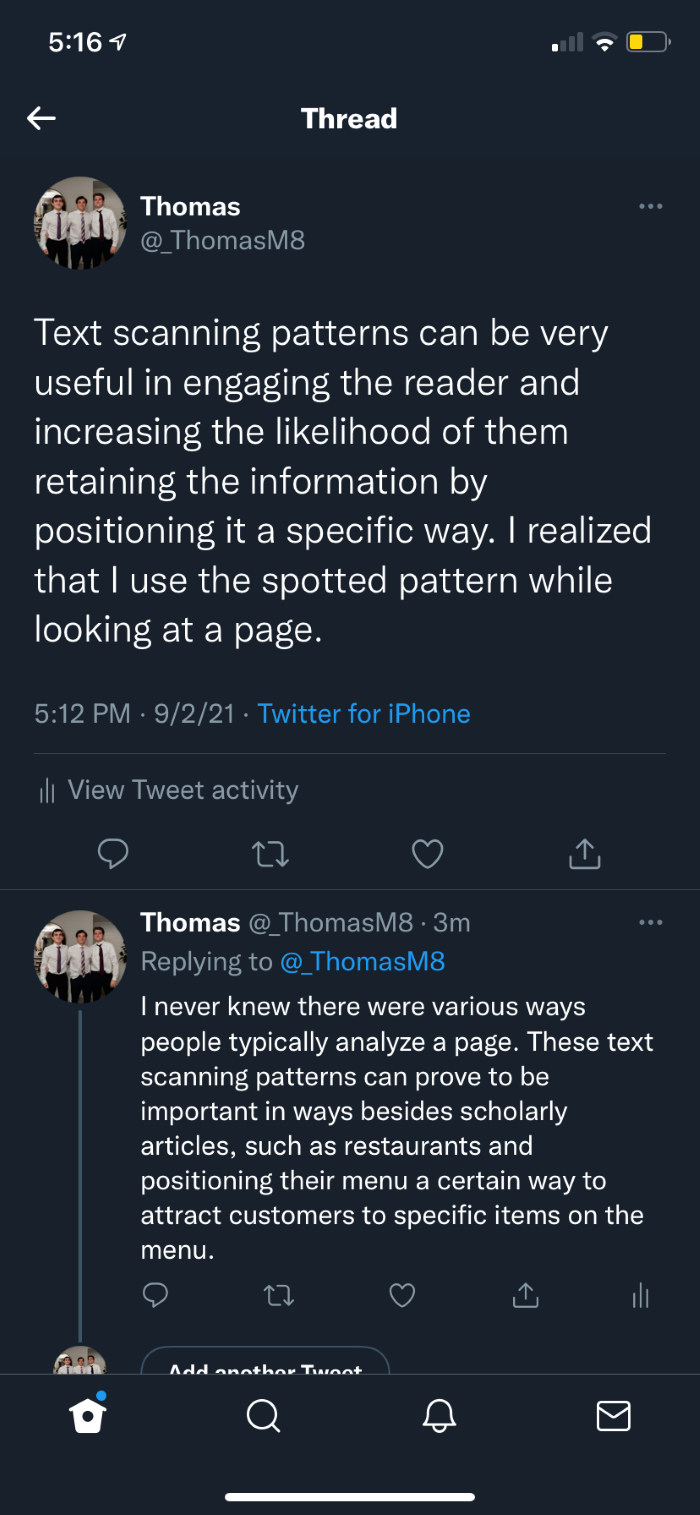 5:16
Thread
Thomas
@_ThomasM8
Text scanning patterns can be very
useful in engaging the reader and
increasing the likelihood of them
retaining the information by
positioning it a specific way. I realized
that I use the spotted pattern while
looking at a page.
5:12 PM · 9/2/21 · Twitter for iPhone
View Tweet activity
Thomas @_ThomasM8 · 3m
Replying to @_ThomasM8
I never knew there were various ways
people typically analyze a page. These text
scanning patterns can prove to be
important in ways besides scholarly
articles, such as restaurants and
positioning their menu a certain way to
attract customers to specific items on the
menu.
Add another Tweet